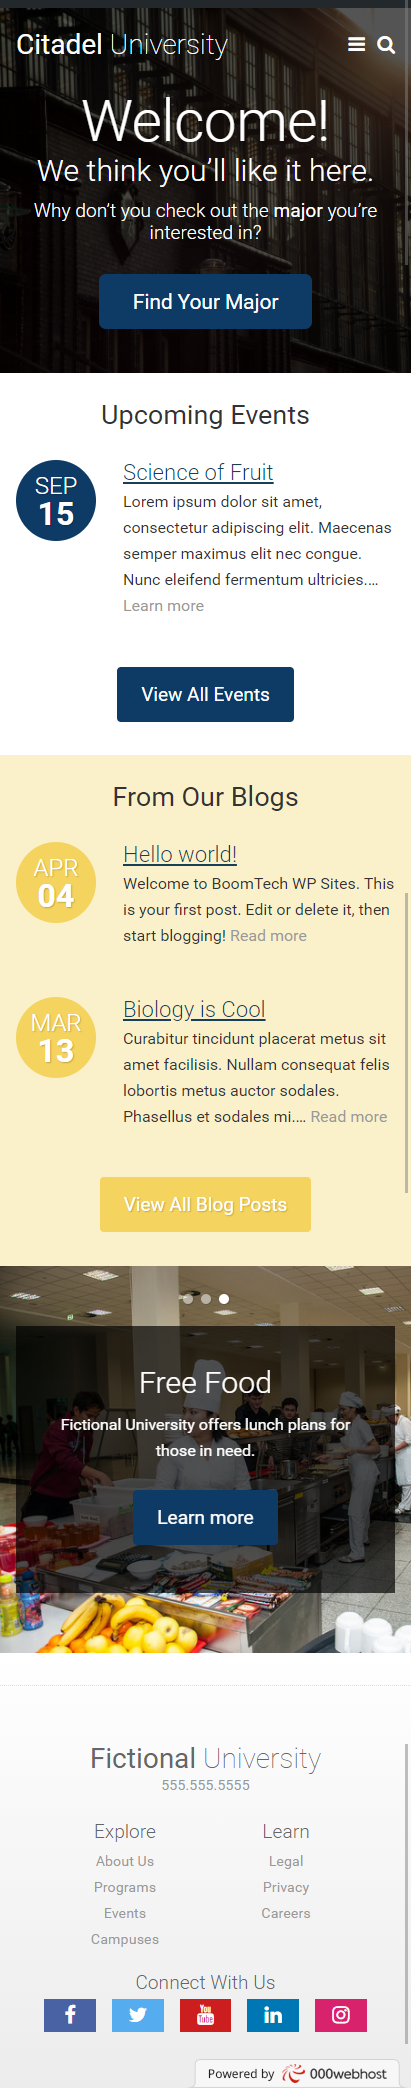 Citadel University
Welcome!
We think you'll like it here.
Why don't you check out the major you're
interested in?
Find Your Major
Upcoming Events
SEP
15
Science of Fruit
Lorem ipsum dolor sit amet,
consectetur adipiscing elit. Maecenas
semper maximus elit nec congue.
Nunc eleifend fermentum ultricies....
Learn more
View All Events
From Our Blogs
APR
04
Hello world!
Welcome to BoomTech WP Sites. This
is your first post. Edit or delete it, then
start blogging! Read more
MAR
13
Biology is Cool
Curabitur tincidunt placerat metus sit
amet facilisis. Nullam consequat felis
lobortis metus auctor sodales.
Phasellus et sodales mi.... Read more
View All Blog Posts
Free Food
Fictional University offers lunch plans for
those in need.
Learn more
Fictional University
555.555.5555
Explore
About Us
Programs
Events
Campuses
Learn
Legal
Privacy
Careers
Connect With Us
f
You Tube
in
Powered by 000webhost